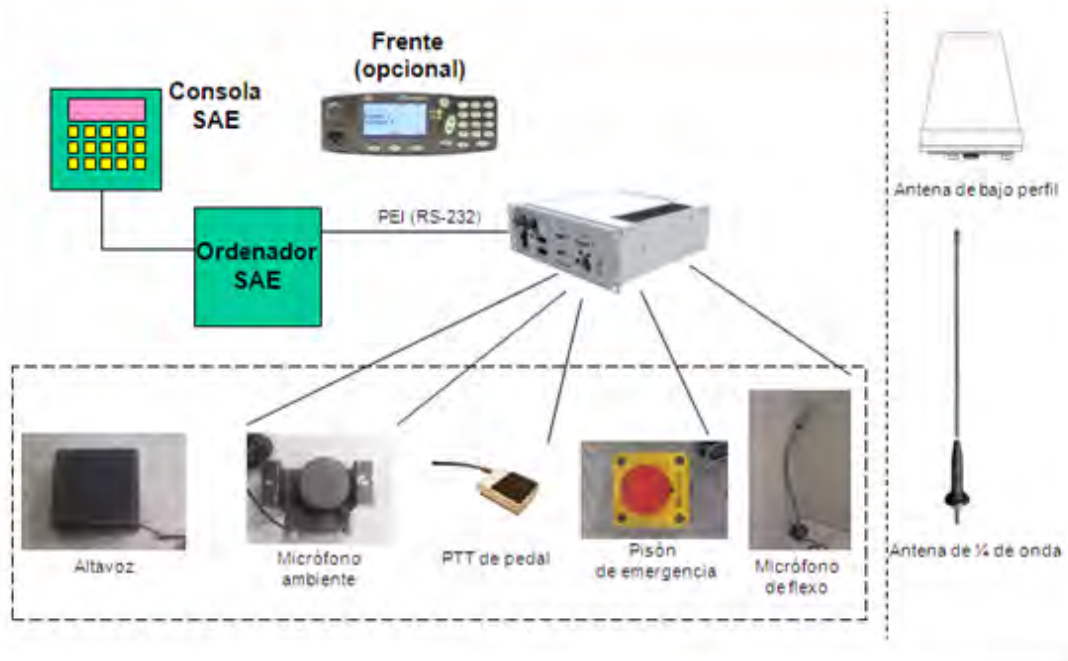 Frente
(opcional)
Consola
SAE
PEI (RS-232)
Ordenador
SAE
Antena de bajo perfil
Altavoz
Micrófono
ambiente
PTT de pedal
Pisón
de emergencia
Micrófono
de flexo
Antena de ¼ de onda